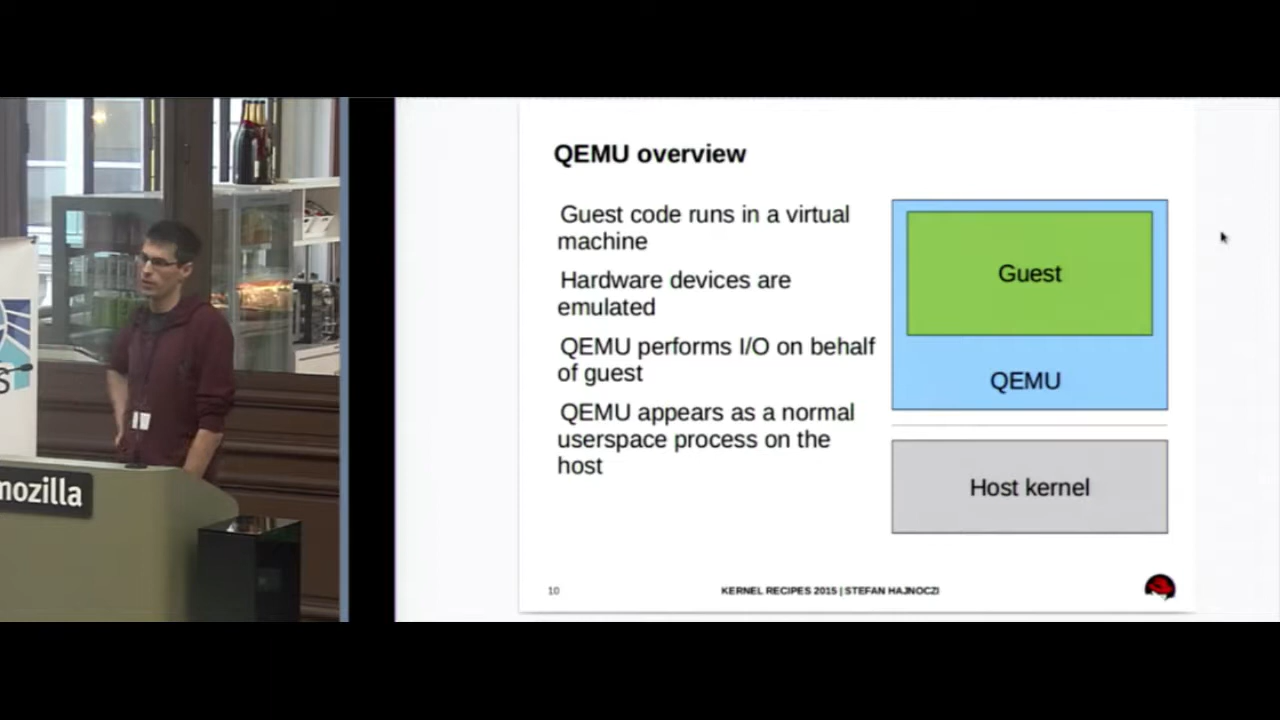 mozilla
QEMU overview
Guest code runs in a virtual
machine
Hardware devices are
emulated
QEMU performs I/O on behalf
of guest
QEMU appears as a normal
userspace process on the
host
Guest
QEMU
Host kernel
10
KERNEL RECIPES 2015 | STEFAN HAJNOCZI